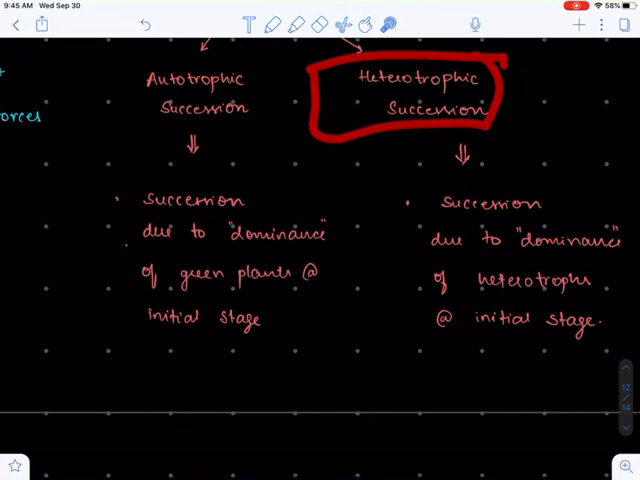 9:45 AM Wed Sep 30
58%
T
orces
Autotrophic
Succession
Heterotrophic
Succession
Succession
due to "dominance"
of green plants @
initial stage
Succession
due to "dominance"
of heterotrophs
@ initial stage.
12
/
14